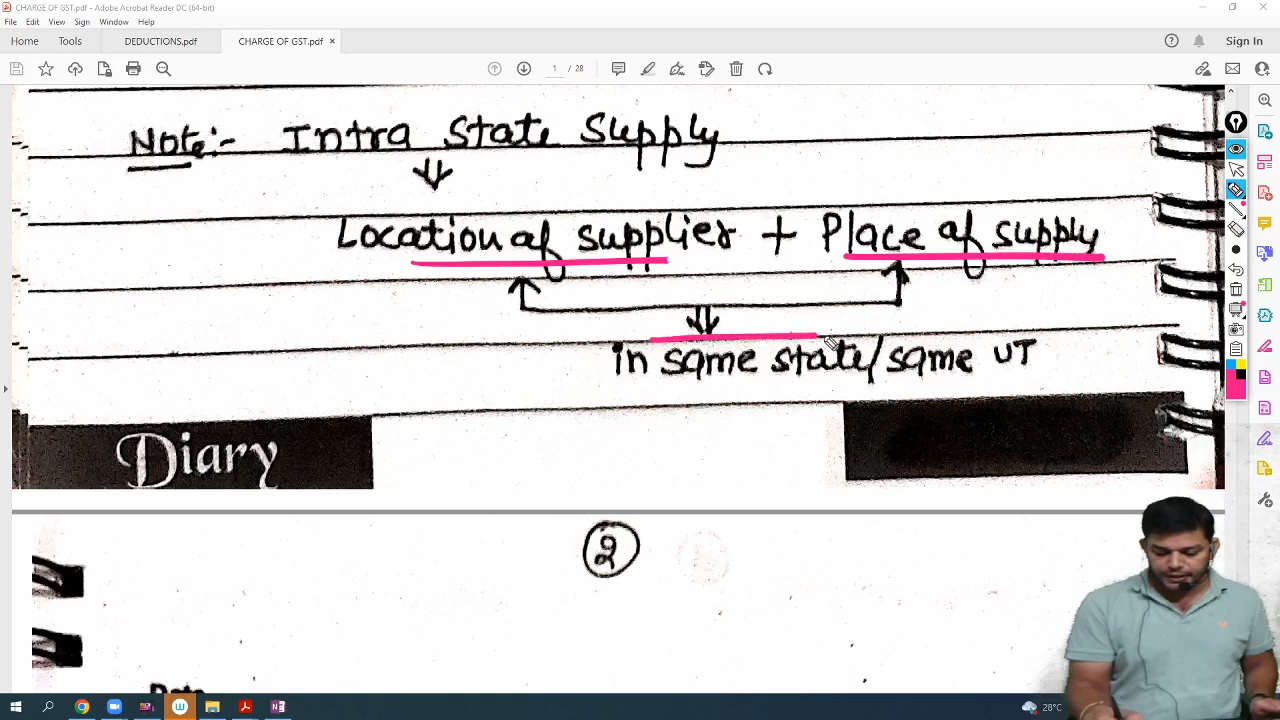 CHARGE OF GST.pdf - Adobe Acrobat Reader DC (64-bit)
File Edit View Sign Window Help
Home Tools DEDUCTIONS.pdf CHARGE OF GST.pdf × Sign In
1 / 28
Note:- Intra State Supply
Location of supplier + Place of supply
in same state/same UT
Diary
2
28°C